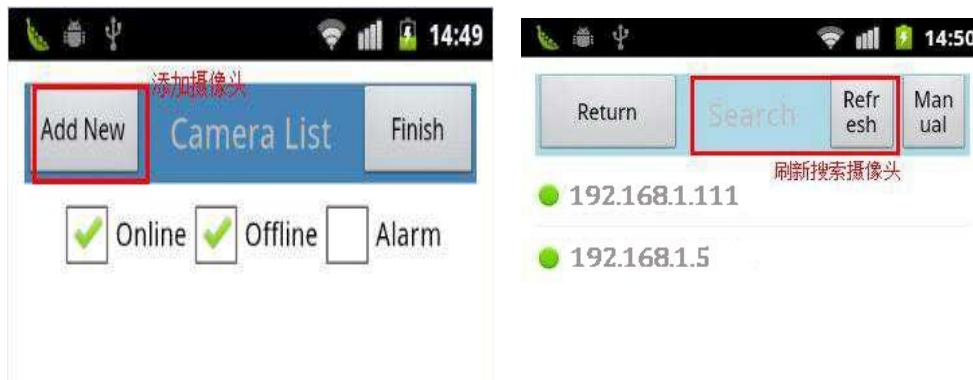 14:49
添加摄像头
Add New
Camera List
Finish
Online
Offline
Alarm
14:50
Return
Search
Refr
esh
Man
ual
刷新搜索摄像头
192.168.1.111
192.168.1.5